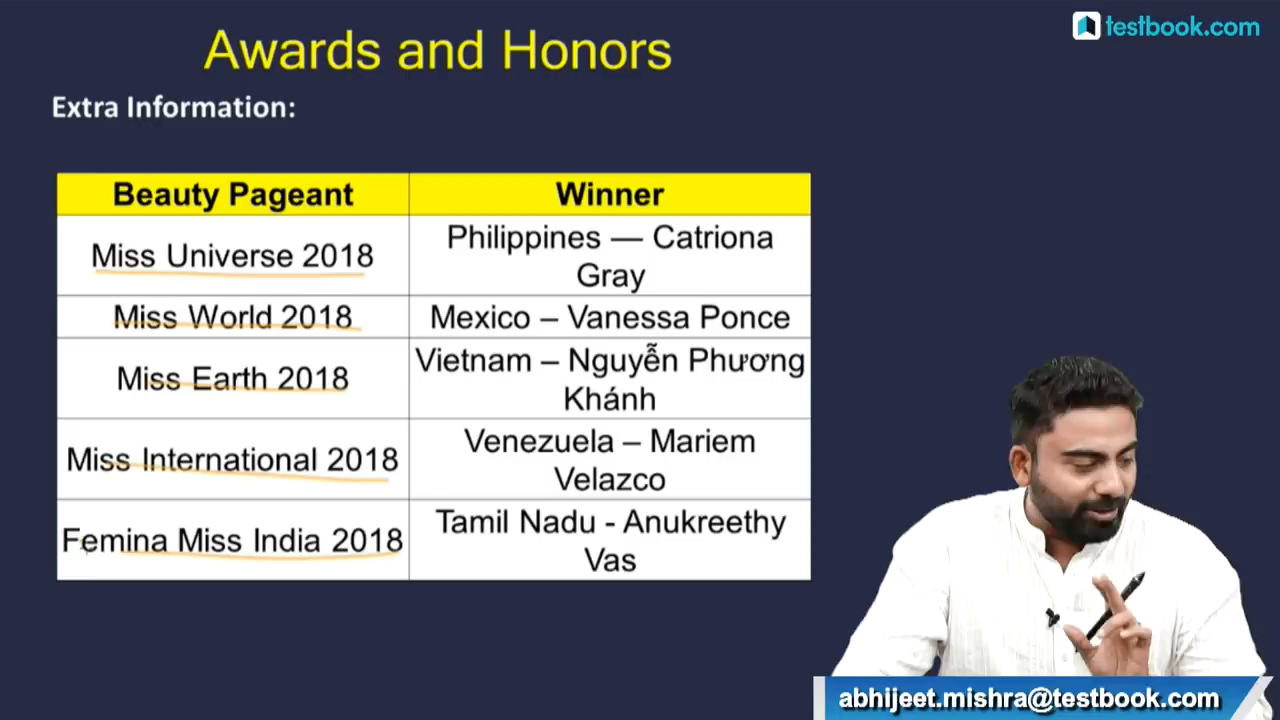 testbook.com
Awards and Honors
Extra Information:
Beauty Pageant
Winner
Miss Universe 2018
Philippines — Catriona
Gray
Miss World 2018
Mexico – Vanessa Ponce
Miss Earth 2018
Vietnam – Nguyễn Phương
Khánh
Miss International 2018
Venezuela – Mariem
Velazco
Femina Miss India 2018
Tamil Nadu - Anukreethy
Vas
abhijeet.mishra@testbook.com